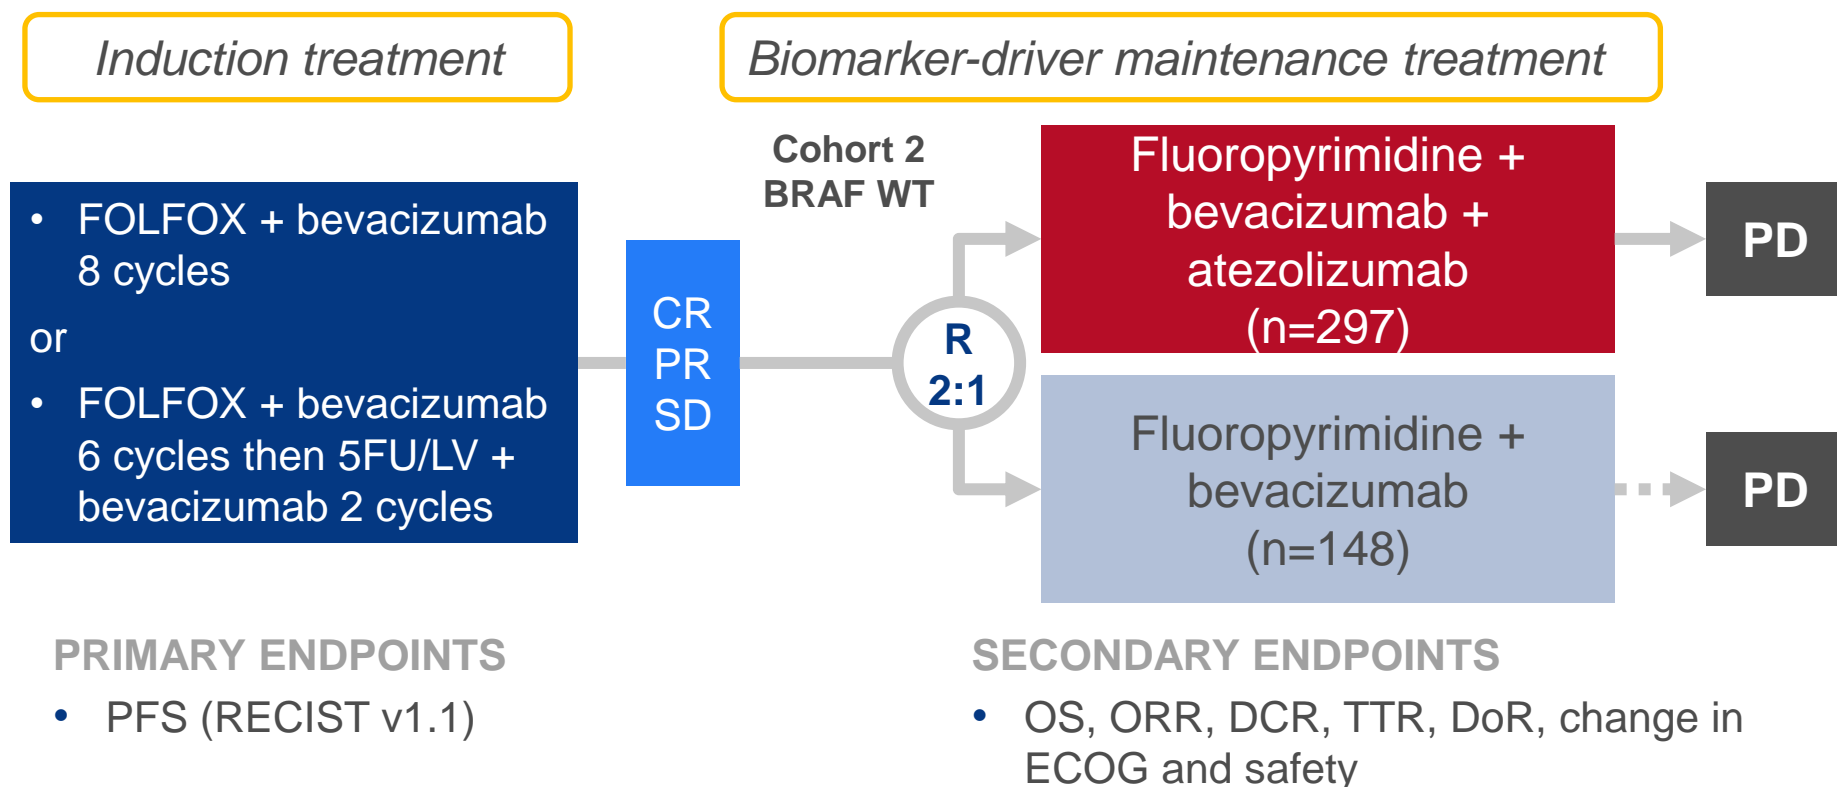 Induction treatment
Biomarker-driver maintenance treatment
• FOLFOX + bevacizumab
8 cycles
or
• FOLFOX + bevacizumab
6 cycles then 5FU/LV +
bevacizumab 2 cycles
CR
PR
SD
Cohort 2
BRAF WT
R
2:1
Fluoropyrimidine +
bevacizumab +
atezolizumab
(n=297)
PD
Fluoropyrimidine +
bevacizumab
(n=148)
PD
PRIMARY ENDPOINTS
• PFS (RECIST v1.1)
SECONDARY ENDPOINTS
• OS, ORR, DCR, TTR, DoR, change in
ECOG and safety